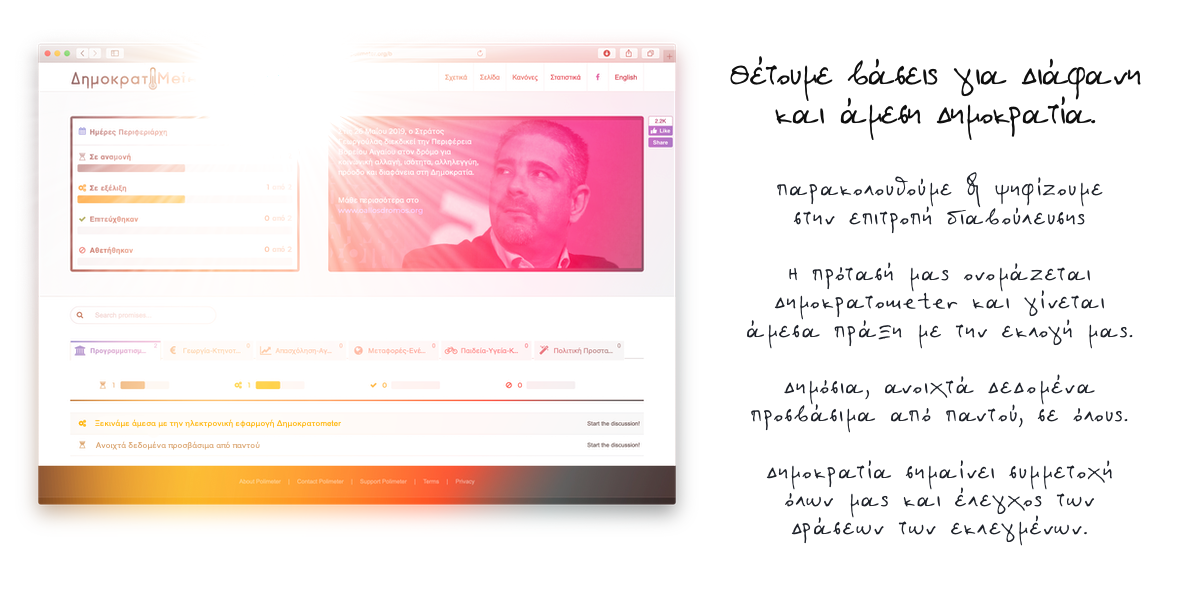 Δημοκρατ Mete
Σχετικά Σελίδα Κανόνες Στατιστικά f English
Ημέρες Περιφεριάρχη
Σε αναμονή
Σε εξέλιξη 1 από 2
Επιτεύχθηκαν 0 από 2
Αθετήθηκαν 0 από 2
Μαΐου 2019, ο Στράτος
διεκδικεί την Περιφέρεια
Αιγαίου στον δρόμο για
κοινωνική αλλαγή, ισότητα, αλληλεγγύη,
πρόοδο και διαφάνεια στη Δημοκρατία.
Μάθε περισσότερα στο
2.2K
Like
Share
Search promises...
Προγραμματισμ... 2
Γεωργία-Κτηνοτ... 0
Απασχόληση-Αγ... 0
Μεταφορές-Ενέ... 0
Παιδεία-Υγεία-Κ... 0
Πολιτική Προστα... 0
1 1 0 0
Ξεκινάμε άμεσα με την ηλεκτρονική εφαρμογή Δημοκρατometer Start the discussion!
Ανοιχτά δεδομένα προσβάσιμα από παντού Start the discussion!
About Polimeter | Contact Polimeter | Support Polimeter | Terms | Privacy
Θέτουμε βάσεις για διάφανη
και άμεση δημοκρατία.
παρακολουθούμε & ψηφίζουμε
στην επιτροπή διαβούλευσης
Η πρότασή μας ονομάζεται
Δημοκρατometer και γίνεται
άμεσα πράξη με την εκλογή μας.
Δημόσια, ανοιχτά δεδομένα
προσβάσιμα από παντού, σε όλους.
Δημοκρατία σημαίνει συμμετοχή
όλων μας και έλεγχος των
δράσεων των εκλεγμένων.